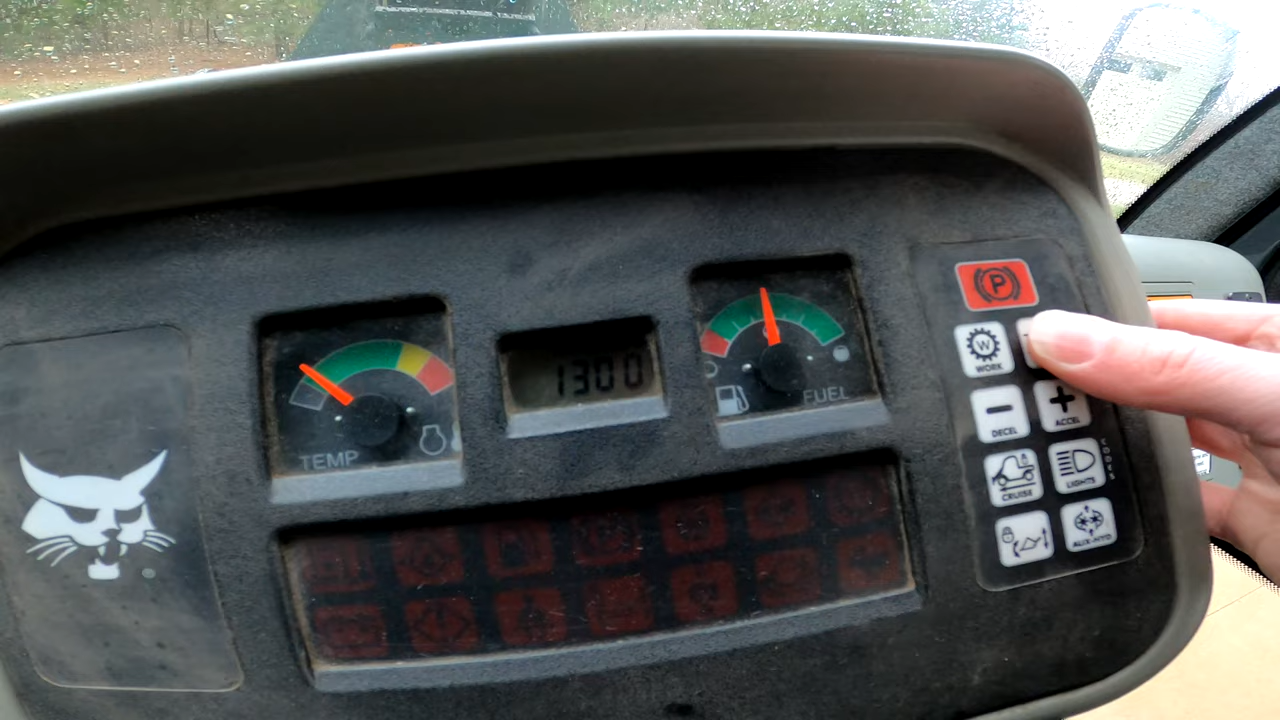 P
W
WORK
1300
FUEL
TEMP
DECEL
ACCEL
CRUISE
LIGHTS
AUX-HYD